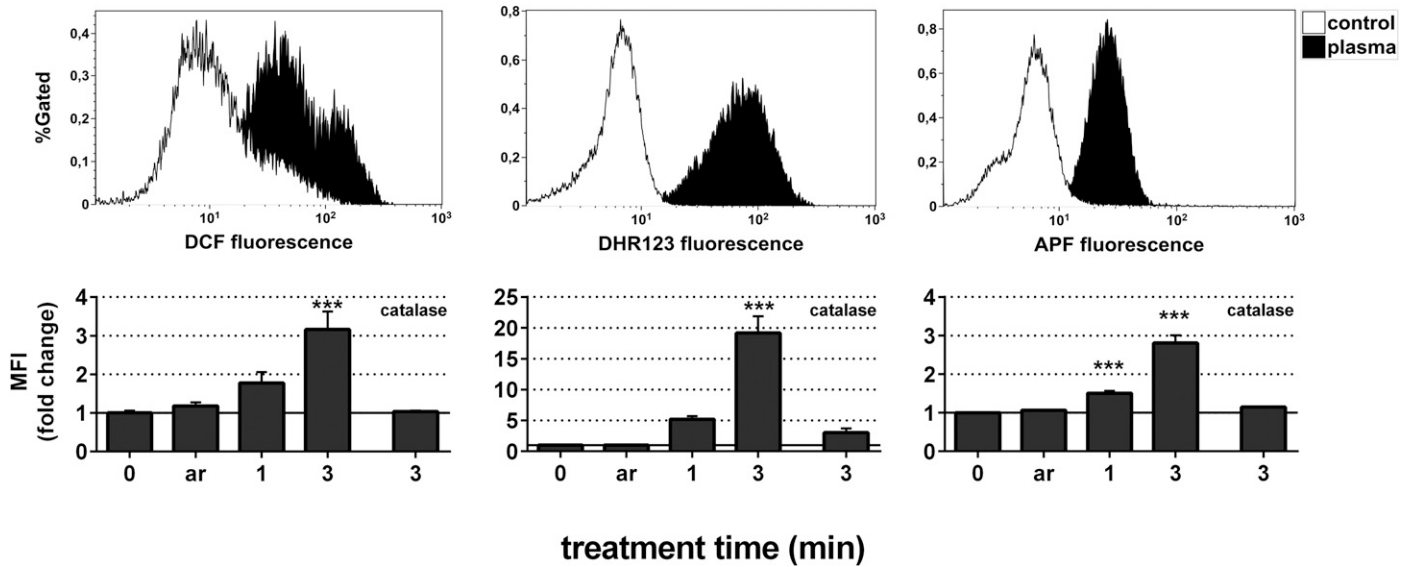 control
plasma
%Gated
0,4
0,3
0,2
0,1
0
10¹ 10² 10³
DCF fluorescence
0,8
0,6
0,4
0,2
0
10¹ 10² 10³
DHR123 fluorescence
0,8
0,6
0,4
0,2
0
10¹ 10² 10³
APF fluorescence
MFI
(fold change)
4
3
2
1
0
***
catalase
0 ar 1 3 3
25
20
15
10
5
0
***
catalase
0 ar 1 3 3
4
3
2
1
0
***
***
catalase
0 ar 1 3 3
treatment time (min)